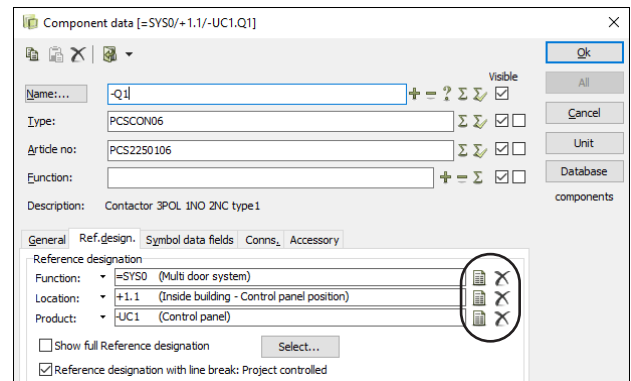 Component data [=SYS0/+1.1/-UC1.Q1]
Ok
Visible
All
Name:... -Q1
Type: PCSCON06
Cancel
Article no: PCS2250106
Unit
Function:
Database
Description: Contactor 3POL 1NO 2NC type1
components
General Ref.design. Symbol data fields Conns. Accessory
Reference designation
Function: =SYS0 (Multi door system)
Location: +1.1 (Inside building - Control panel position)
Product: -UC1 (Control panel)
Show full Reference designation Select...
Reference designation with line break: Project controlled